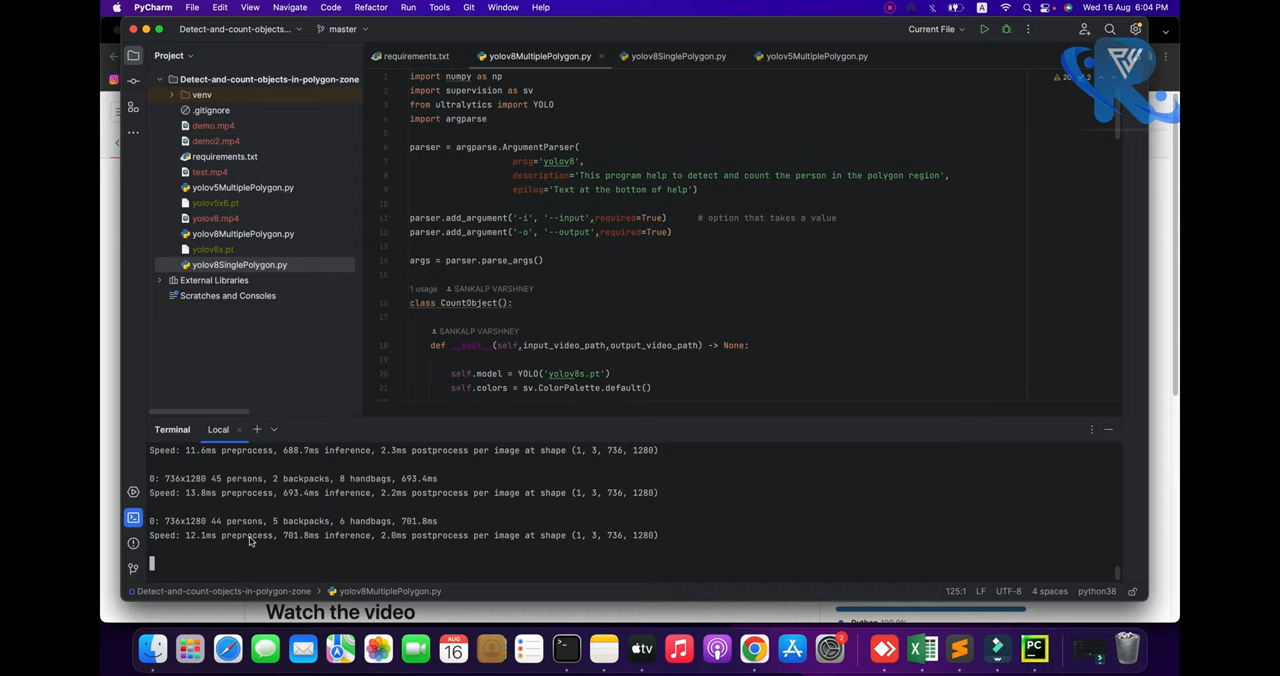 PyCharm File Edit View Navigate Code Refactor Run Tools Git Window Help
A
Wed 16 Aug 6:04 PM
Detect-and-count-objects...
master
Current File
Project
requirements.txt
yolov8MultiplePolygon.py
yolov8SinglePolygon.py
yolov5MultiplePolygon.py
Detect-and-count-objects-in-polygon-zone
venv
.gitignore
demo.mp4
demo2.mp4
requirements.txt
test.mp4
yolov5MultiplePolygon.py
yolov5x6.pt
yolov8.mp4
yolov8MultiplePolygon.py
yolov8s.pt
yolov8SinglePolygon.py
External Libraries
Scratches and Consoles
1 import numpy as np
2 import supervision as sv
3 from ultralytics import YOLO
4 import argparse
5
6 parser = argparse.ArgumentParser(
7 prog='yolov8',
8 description='This program help to detect and count the person in the polygon region',
9 epilog='Text at the bottom of help')
10
11 parser.add_argument('-i', '--input',required=True) # option that takes a value
12 parser.add_argument('-o', '--output',required=True)
13
14 args = parser.parse_args()
15
1 usage SANKALP VARSHNEY
16 class CountObject():
17
SANKALP VARSHNEY
18 def __init__(self,input_video_path,output_video_path) -> None:
19
20 self.model = YOLO('yolov8s.pt')
21 self.colors = sv.ColorPalette.default()
Terminal Local
Speed: 11.6ms preprocess, 688.7ms inference, 2.3ms postprocess per image at shape (1, 3, 736, 1280)
0: 736x1280 45 persons, 2 backpacks, 8 handbags, 693.4ms
Speed: 13.8ms preprocess, 693.4ms inference, 2.2ms postprocess per image at shape (1, 3, 736, 1280)
0: 736x1280 44 persons, 5 backpacks, 6 handbags, 701.8ms
Speed: 12.1ms preprocess, 701.8ms inference, 2.0ms postprocess per image at shape (1, 3, 736, 1280)
Detect-and-count-objects-in-polygon-zone
yolov8MultiplePolygon.py
125:1 LF UTF-8 4 spaces python38
Watch the video
AUG
16
tv
2
PC